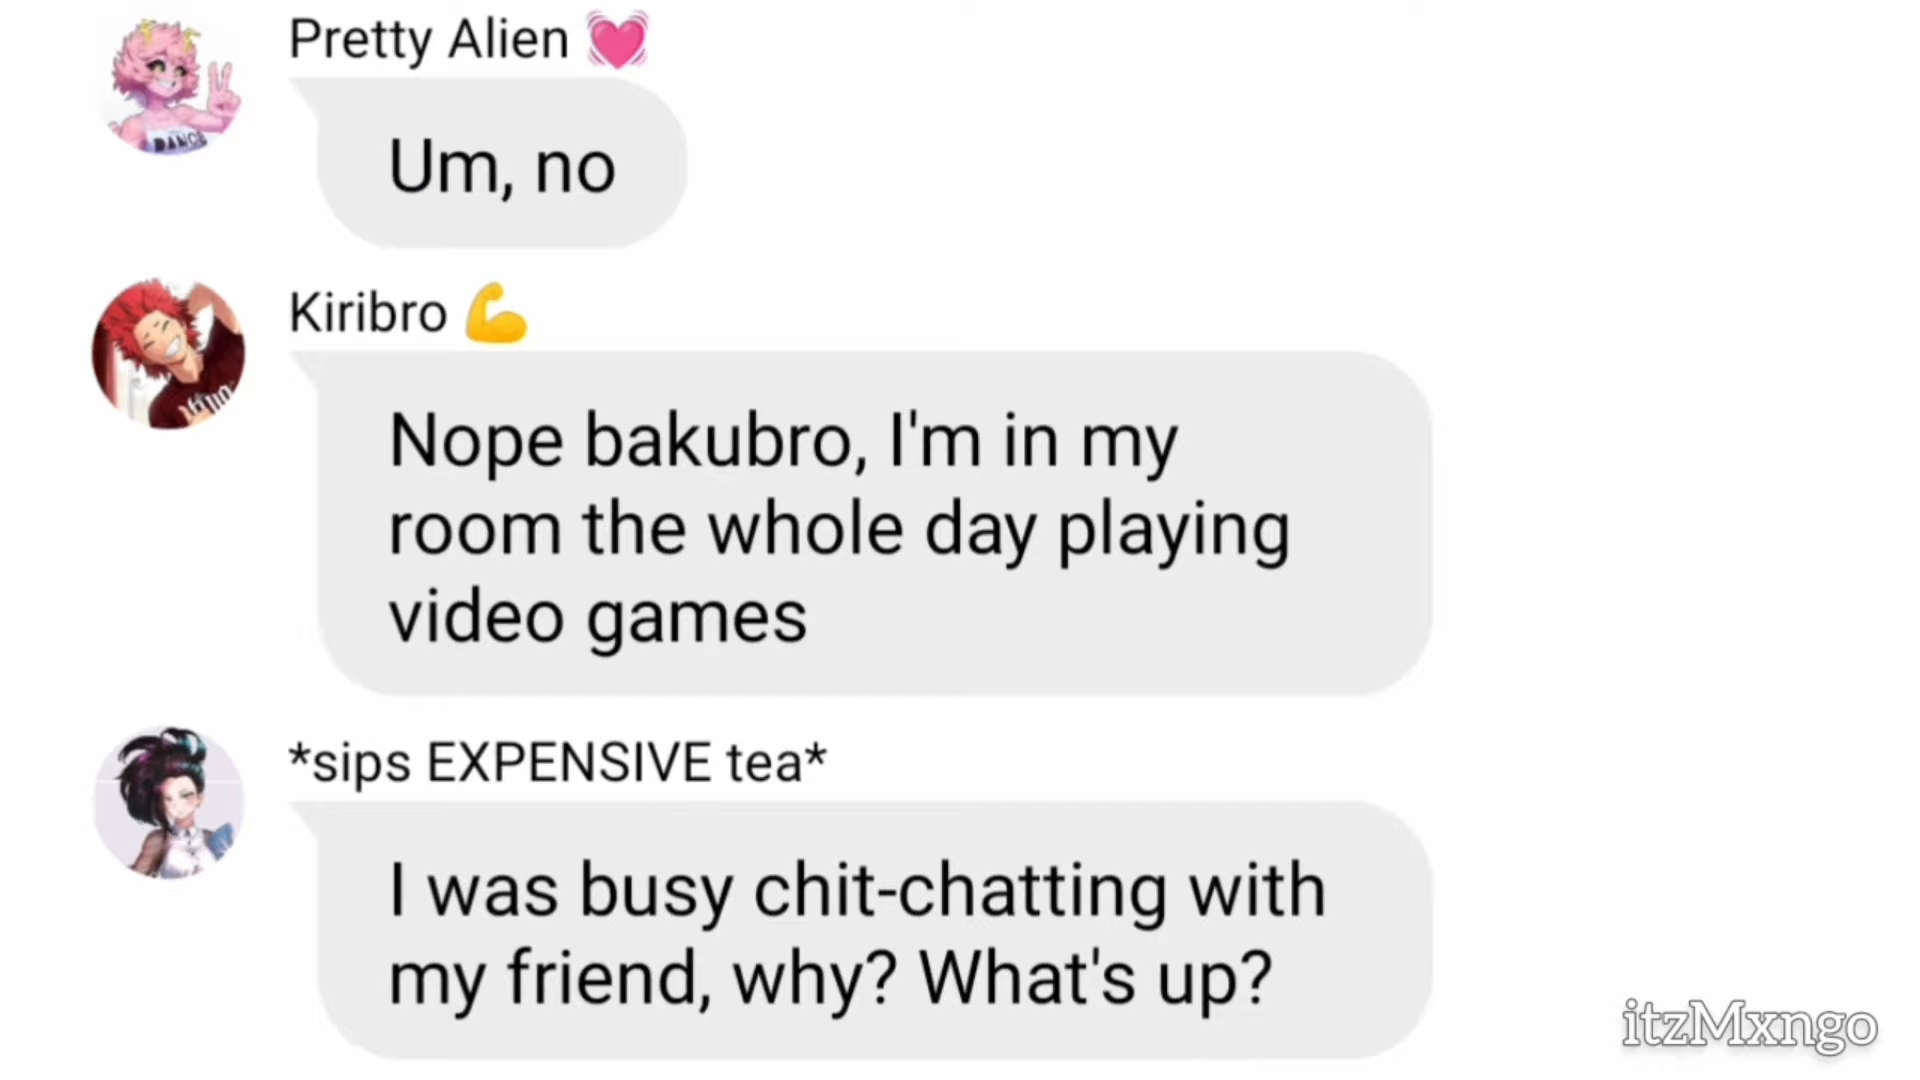 Pretty Alien 💓
DANCE
Um, no
Kiribro 💪
Nope bakubro, I'm in my
room the whole day playing
video games
*sips EXPENSIVE tea*
I was busy chit-chatting with
my friend, why? What's up?
itzMxngo